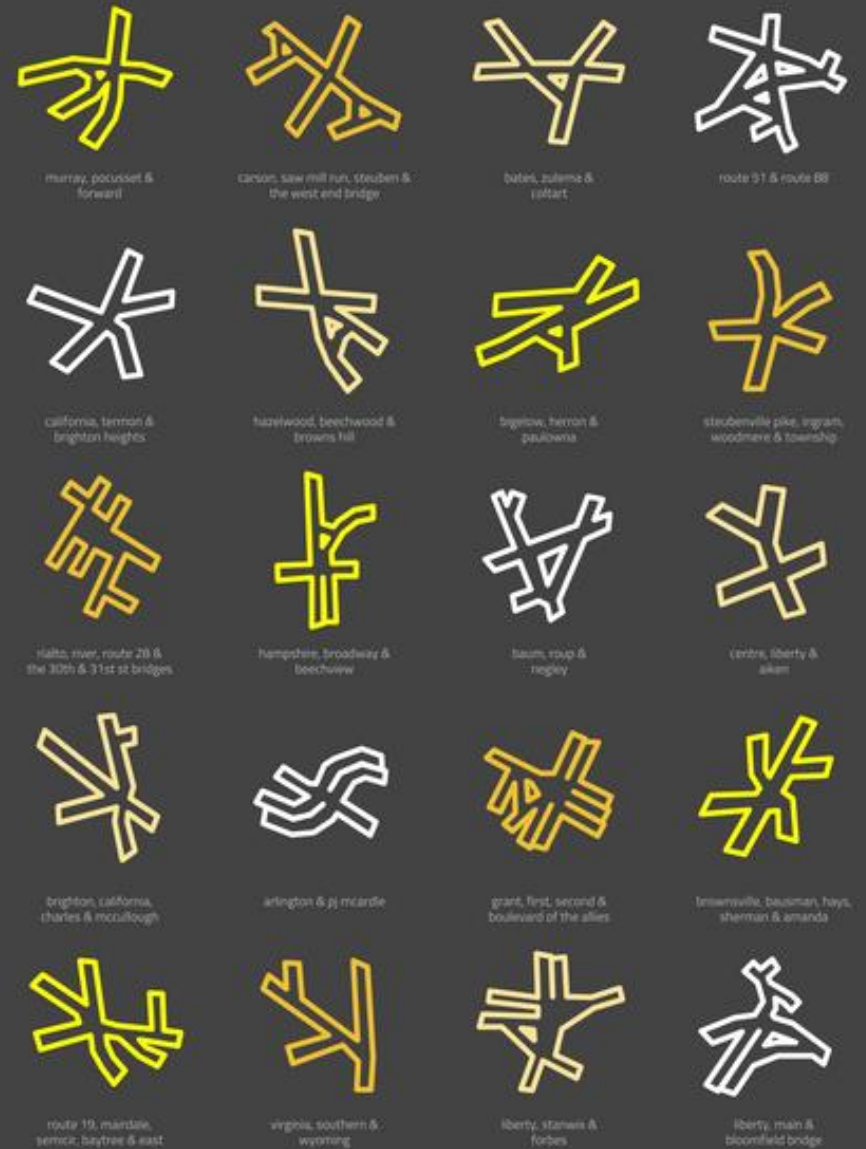 murray, pocusset &
forward
carson, saw mill run, steuben &
the west end bridge
bates, zulema &
coltart
route 51 & route 88
california, termon &
brighton heights
hazelwood, beechwood &
browns hill
bigelow, herron &
paulowna
steubenville pike, ingram,
woodmere & township
rialto, river, route 28 &
the 30th & 31st st bridges
hampshire, broadway &
beechview
baum, roup &
negley
centre, liberty &
aiken
brighton, california,
charles & mccullough
arlington & pj mcardle
grant, first, second &
boulevard of the allies
brownsville, bausman, hays,
sherman & amanda
route 19, mairdale,
semicir, baytree & east
virginia, southern &
wyoming
liberty, stanwix &
forbes
liberty, main &
bloomfield bridge